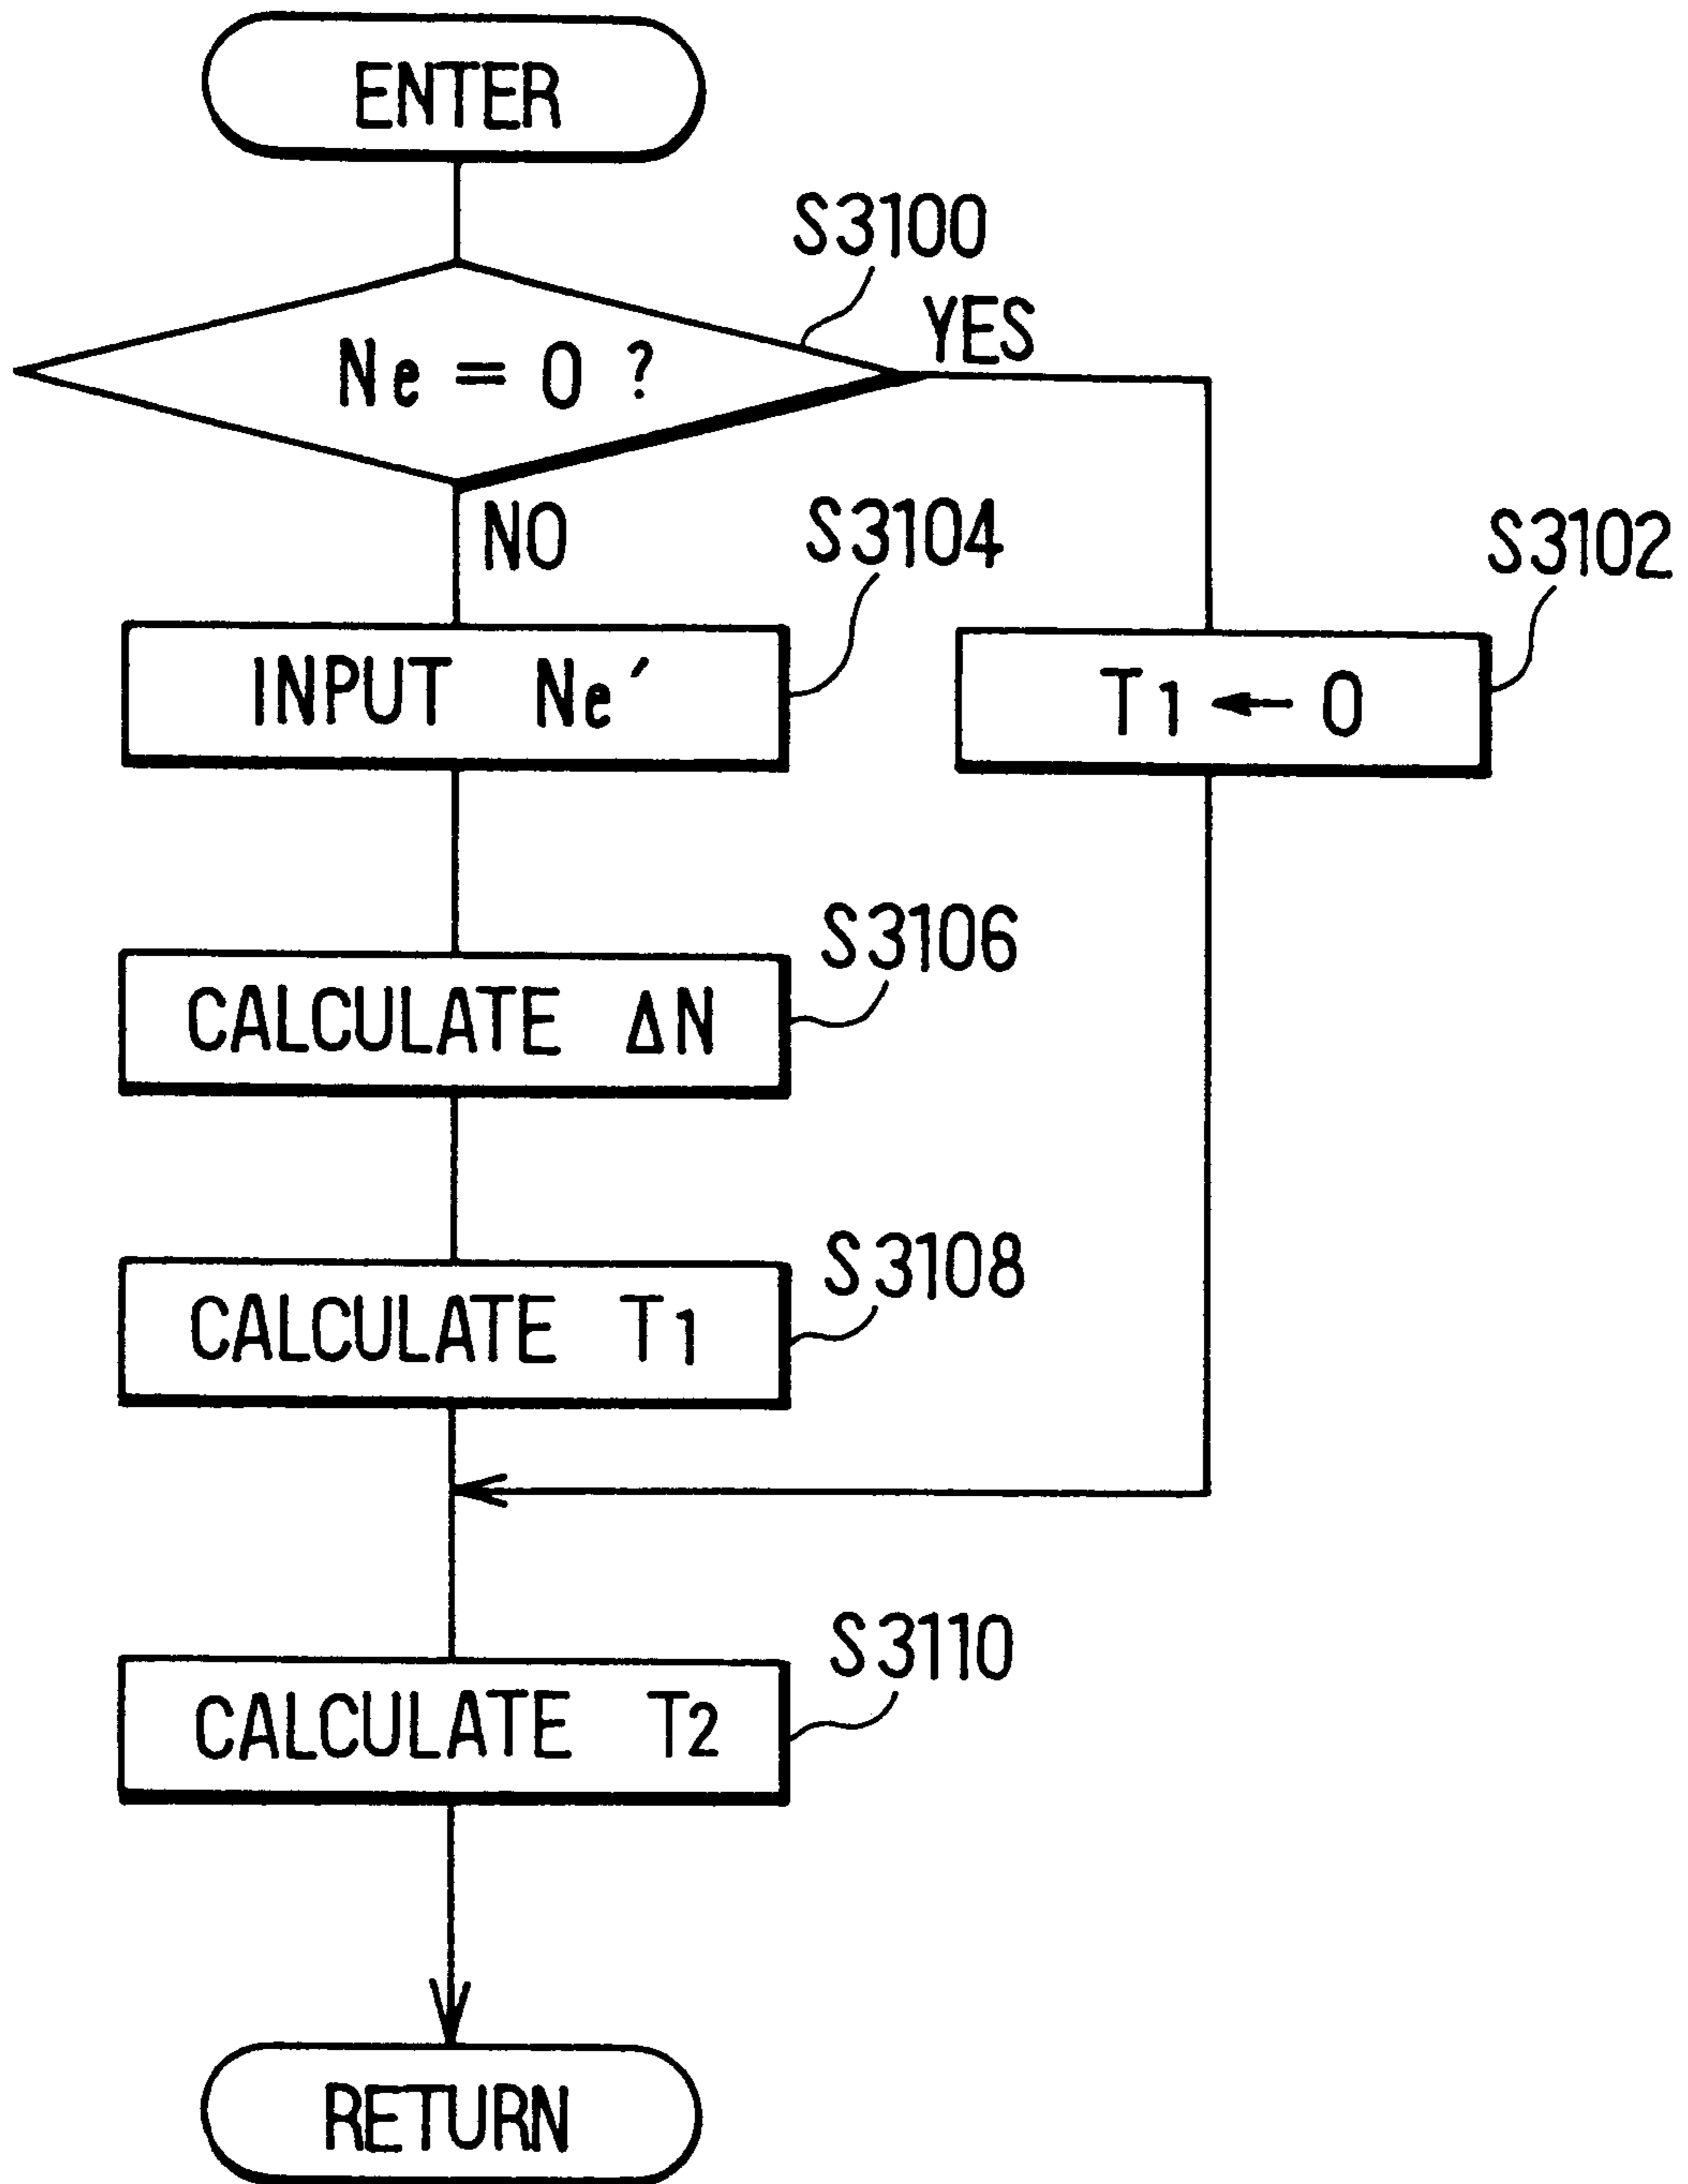 ENTER
S3100
Ne = 0 ?
YES
NO
S3104
S3102
INPUT Ne′
T1 ← 0
S3106
CALCULATE ΔN
S3108
CALCULATE T1
S3110
CALCULATE T2
RETURN